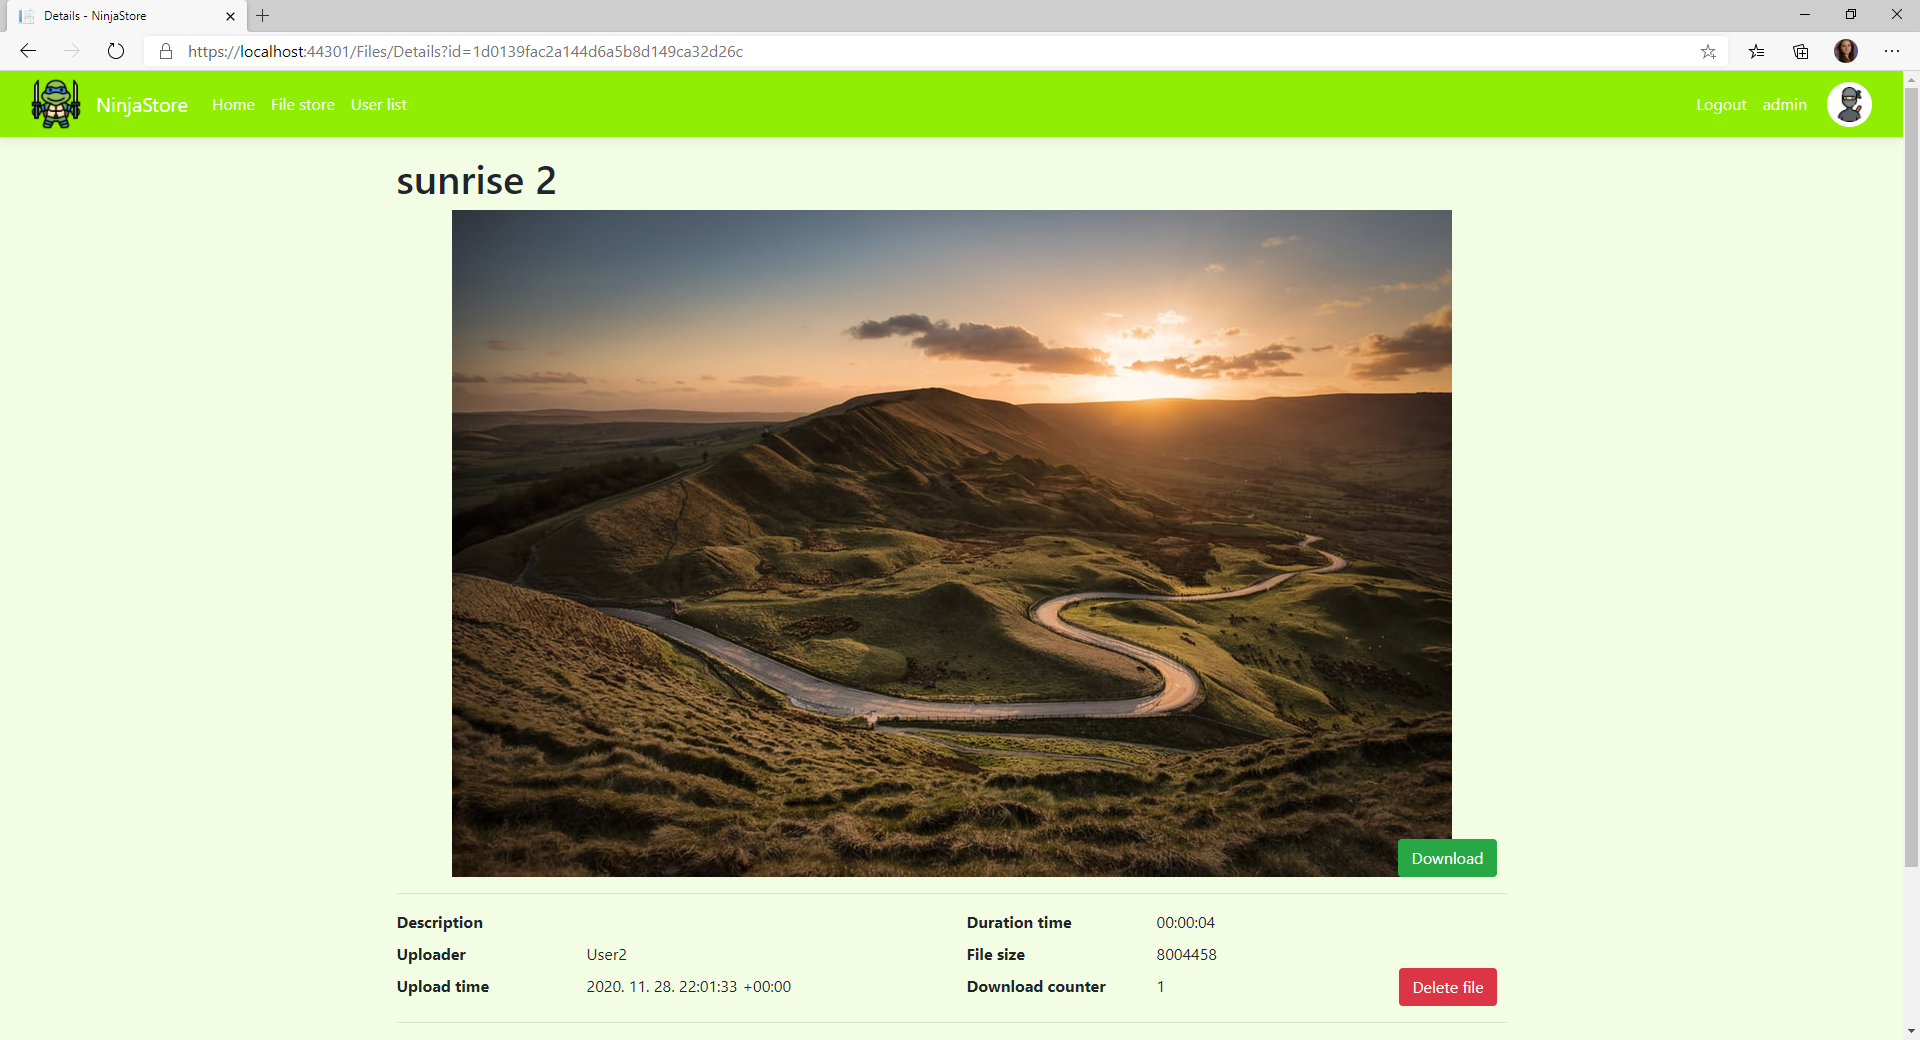 Details - NinjaStore
https://localhost:44301/Files/Details?id=1d0139fac2a144d6a5b8d149ca32d26c
NinjaStore Home File store User list Logout admin
sunrise 2
Download
Description Duration time 00:00:04
Uploader User2 File size 8004458
Upload time 2020. 11. 28. 22:01:33 +00:00 Download counter 1 Delete file